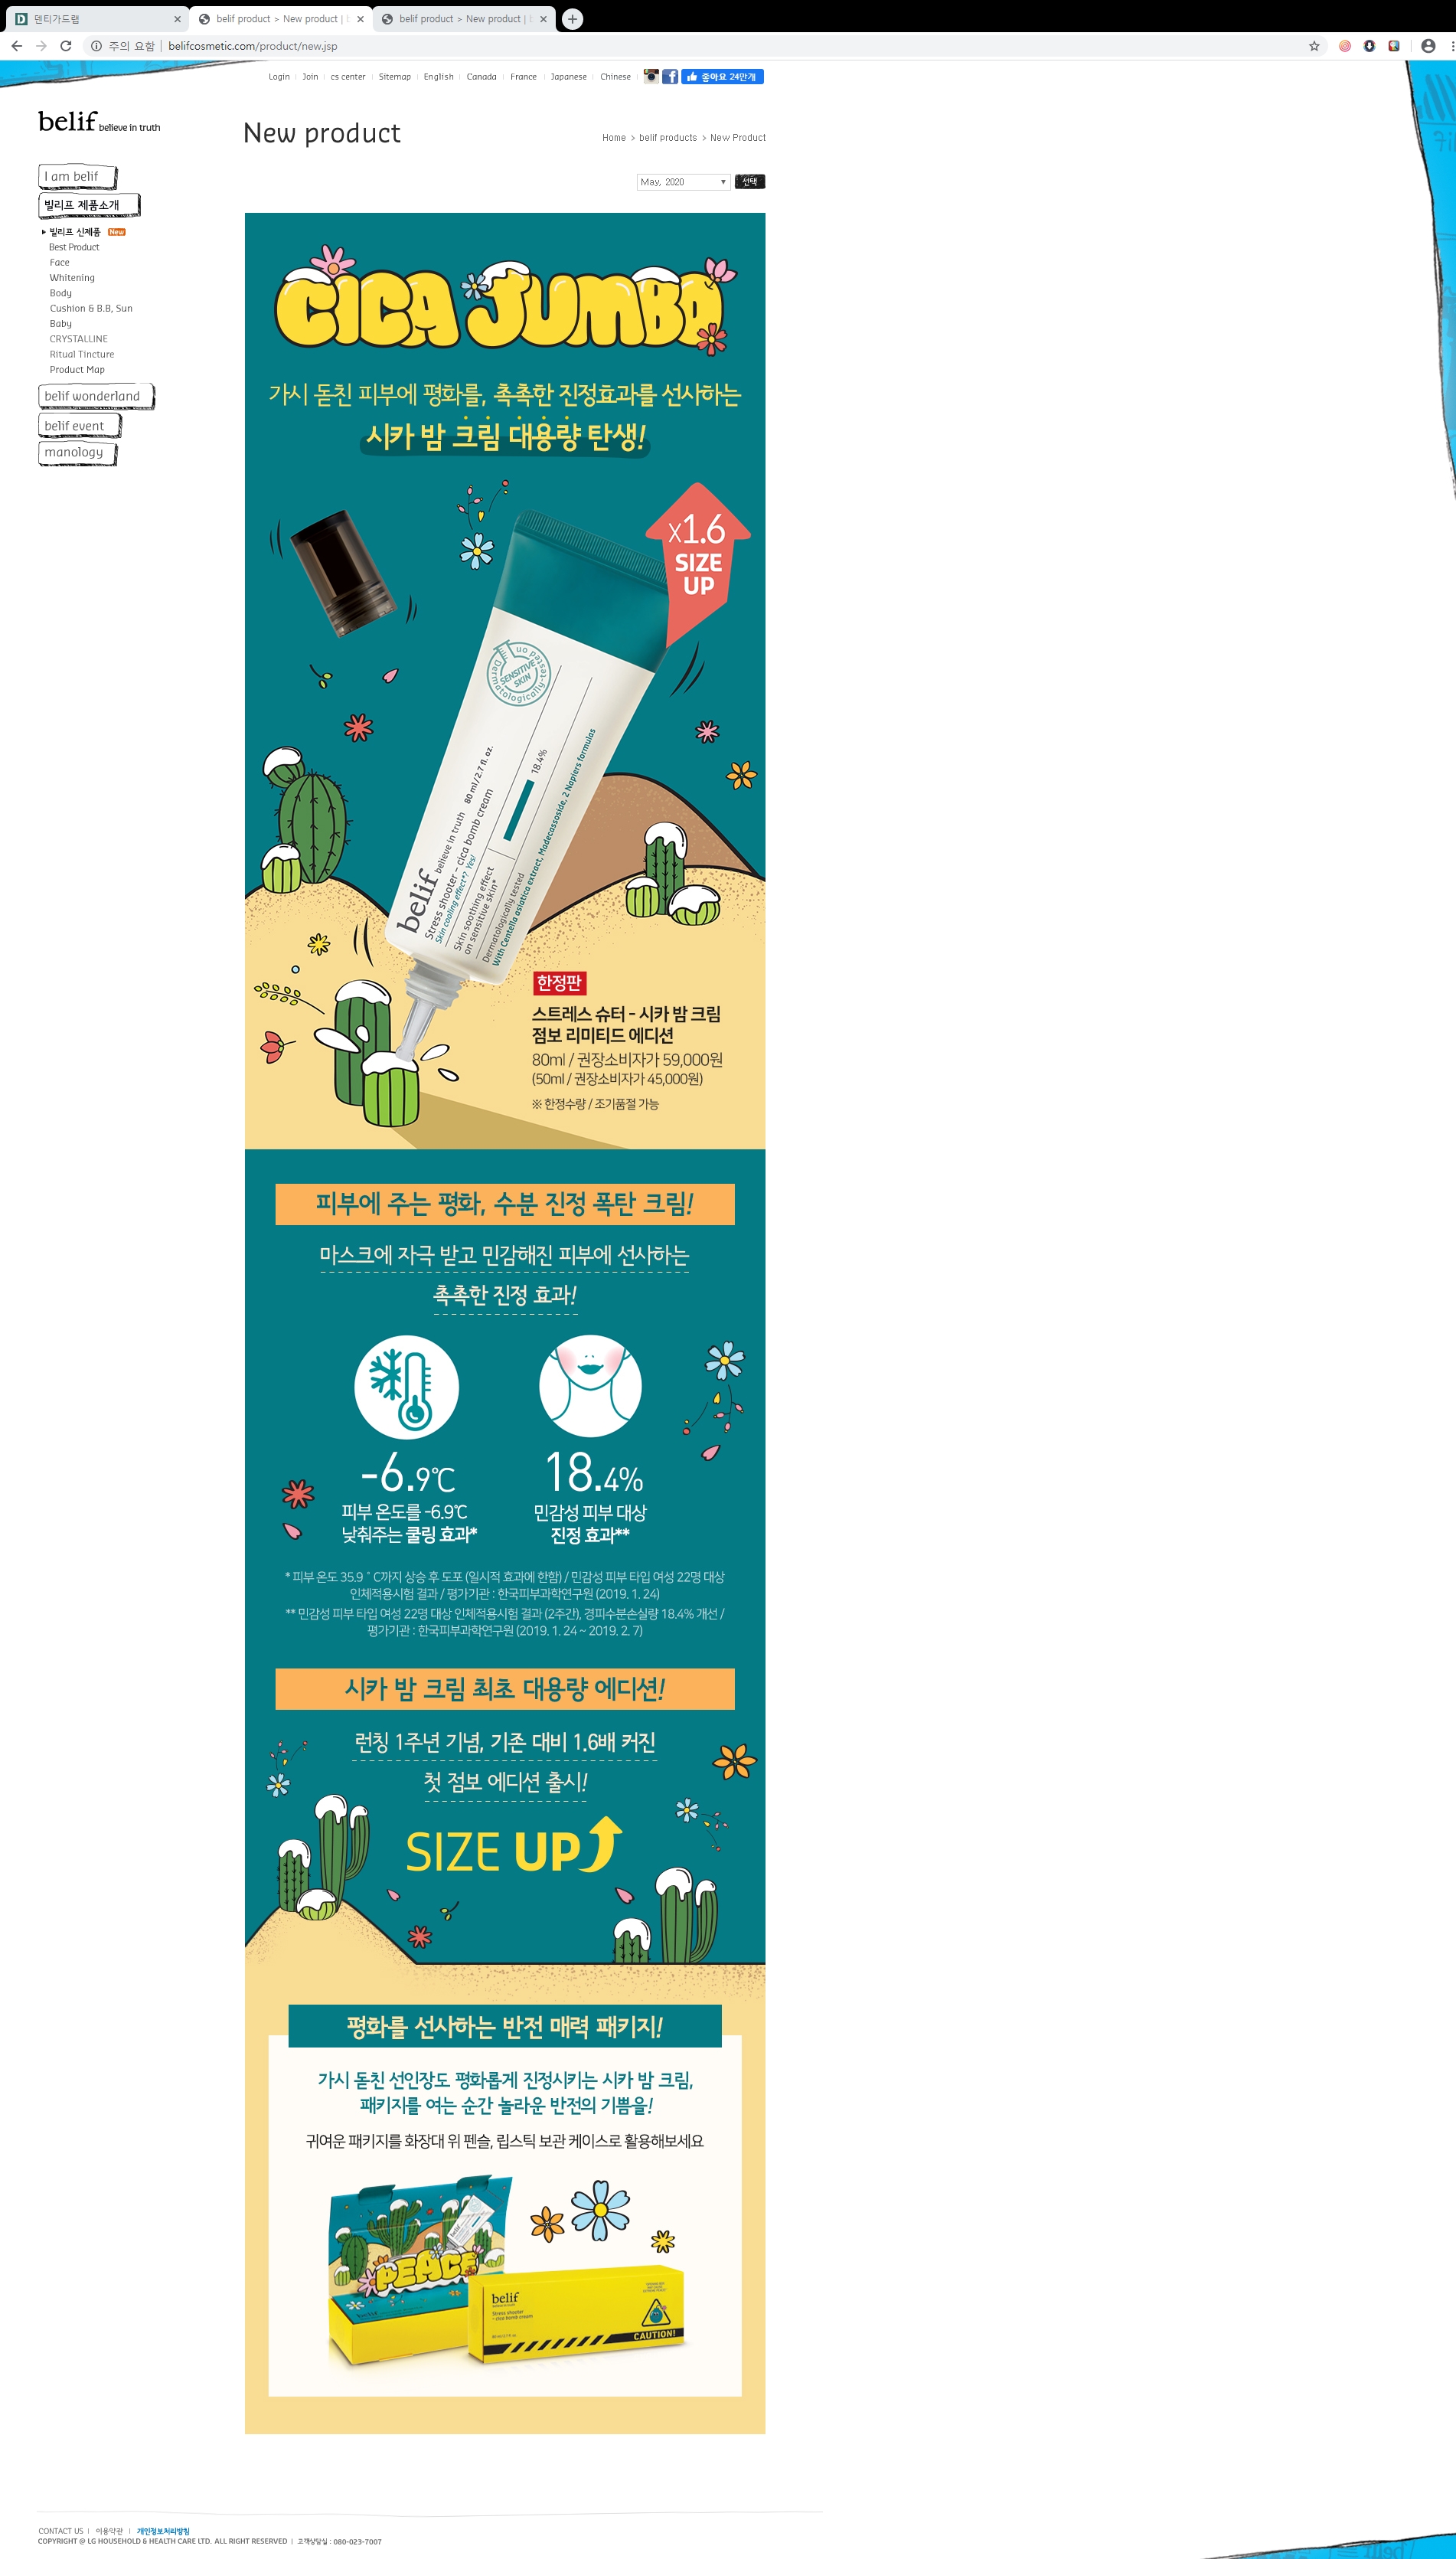 덴티가드랩
belif product > New product |
belif product > New product |
주의 요함 | belifcosmetic.com/product/new.jsp
Login Join cs center Sitemap English Canada France Japanese Chinese 좋아요 24만개
belif believe in truth
New product
Home > belif products > New Product
May, 2020 선택
I am belif
빌리프 제품소개
빌리프 신제품 New
Best Product
Face
Whitening
Body
Cushion & B.B, Sun
Baby
CRYSTALLINE
Ritual Tincture
Product Map
belif wonderland
belif event
manology
CICA JUMBO
가시 돋친 피부에 평화를, 촉촉한 진정효과를 선사하는
시카 밤 크림 대용량 탄생!
x1.6
SIZE
UP
Dermatologically-tested on
SENSITIVE
SKIN
belif believe in truth 80 ml/2.7 fl. oz.
Stress shooter – cica bomb cream
Skin cooling effect*? Yes!
Skin soothing effect
on sensitive skin*
18.4%
Dermatologically tested
With Centella asiatica extract, Madecassoside, 2 Napiers formulas
한정판
스트레스 슈터 - 시카 밤 크림
점보 리미티드 에디션
80ml / 권장소비자가 59,000원
(50ml / 권장소비자가 45,000원)
※ 한정수량 / 조기품절 가능
피부에 주는 평화, 수분 진정 폭탄 크림!
마스크에 자극 받고 민감해진 피부에 선사하는
촉촉한 진정 효과!
-6.9℃
피부 온도를 -6.9℃
낮춰주는 쿨링 효과*
18.4%
민감성 피부 대상
진정 효과**
* 피부 온도 35.9 ˚ C까지 상승 후 도포 (일시적 효과에 한함) / 민감성 피부 타입 여성 22명 대상
인체적용시험 결과 / 평가기관 : 한국피부과학연구원 (2019. 1. 24)
** 민감성 피부 타입 여성 22명 대상 인체적용시험 결과 (2주간), 경피수분손실량 18.4% 개선 /
평가기관 : 한국피부과학연구원 (2019. 1. 24 ~ 2019. 2. 7)
시카 밤 크림 최초 대용량 에디션!
런칭 1주년 기념, 기존 대비 1.6배 커진
첫 점보 에디션 출시!
SIZE UP
평화를 선사하는 반전 매력 패키지!
가시 돋친 선인장도 평화롭게 진정시키는 시카 밤 크림,
패키지를 여는 순간 놀라운 반전의 기쁨을!
귀여운 패키지를 화장대 위 펜슬, 립스틱 보관 케이스로 활용해보세요
PEACE
belif
belif
Stress shooter
- cica bomb cream
CAUTION!
CONTACT US | 이용약관 | 개인정보처리방침
COPYRIGHT @ LG HOUSEHOLD & HEALTH CARE LTD. ALL RIGHT RESERVED | 고객상담실 : 080-023-7007